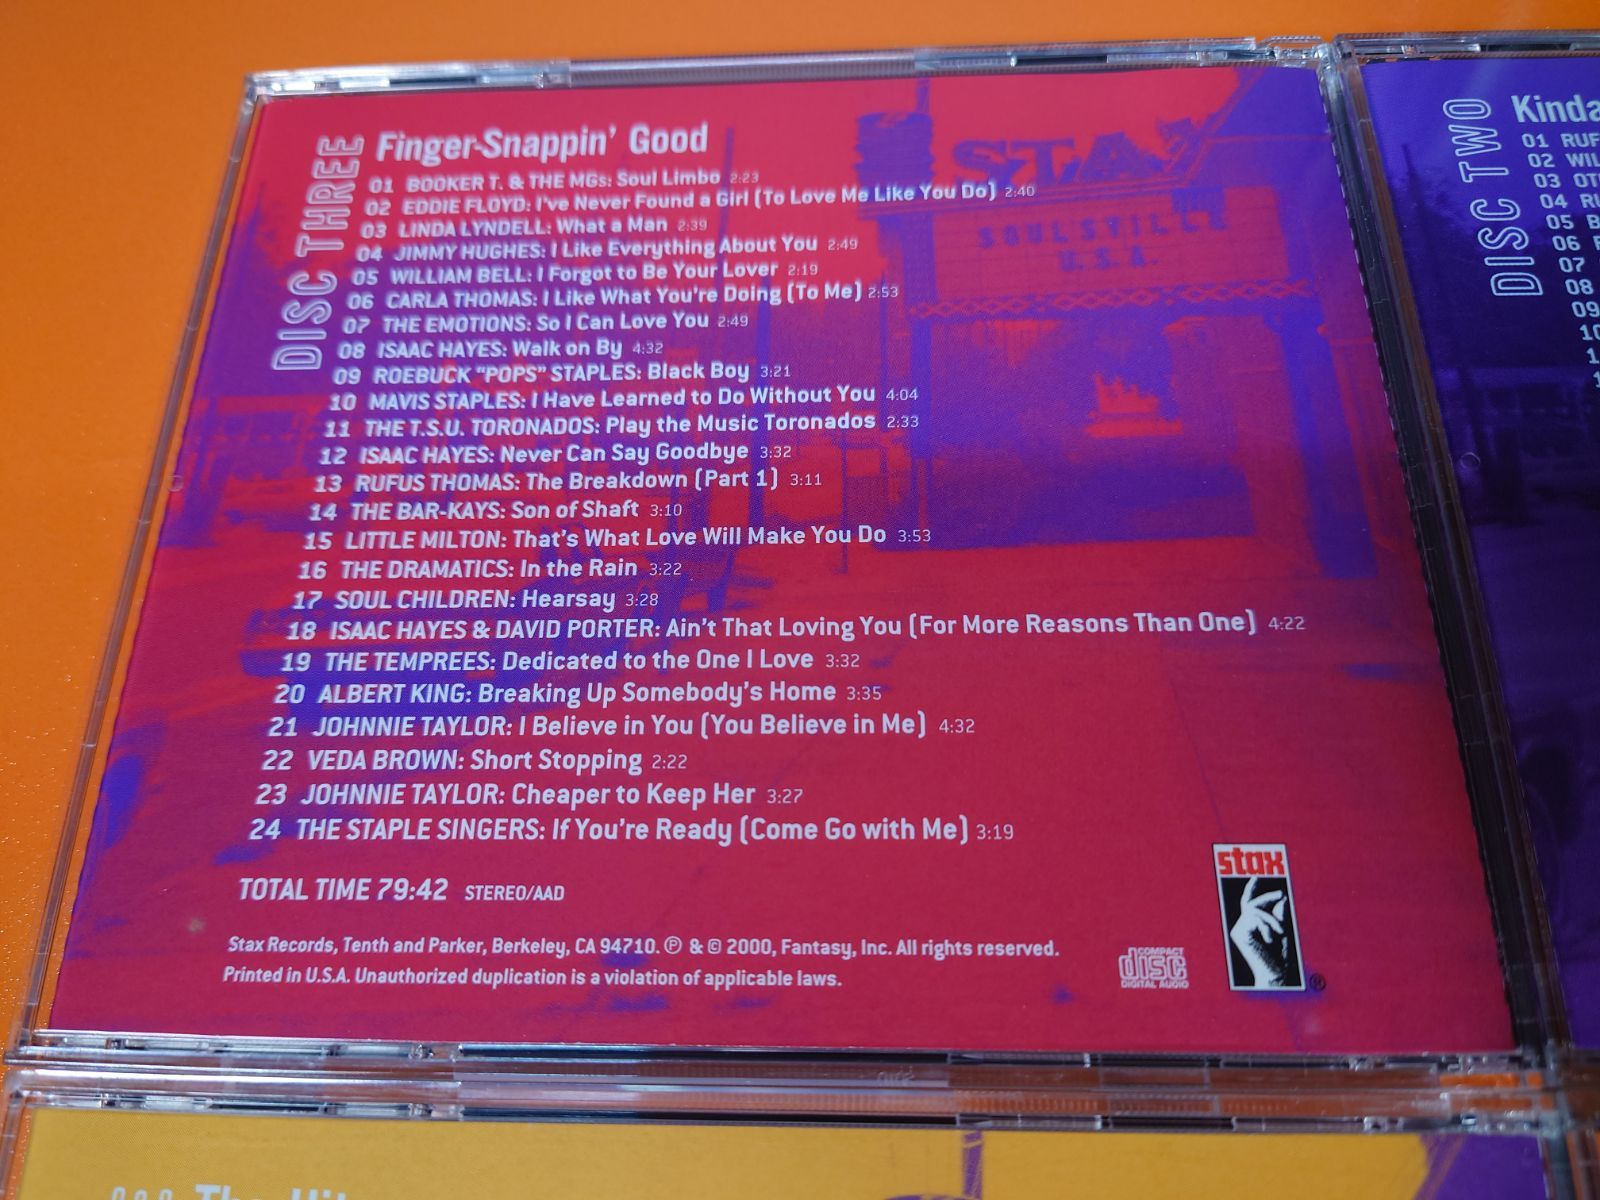 DISC THREE
Finger-Snappin' Good
01 BOOKER T. & THE MGs: Soul Limbo 2:23
02 EDDIE FLOYD: I've Never Found a Girl (To Love Me Like You Do) 2:40
03 LINDA LYNDELL: What a Man 2:39
04 JIMMY HUGHES: I Like Everything About You 2:49
05 WILLIAM BELL: I Forgot to Be Your Lover 2:19
06 CARLA THOMAS: I Like What You're Doing (To Me) 2:53
07 THE EMOTIONS: So I Can Love You 2:49
08 ISAAC HAYES: Walk on By 4:32
09 ROEBUCK "POPS" STAPLES: Black Boy 3:21
10 MAVIS STAPLES: I Have Learned to Do Without You 4:04
11 THE T.S.U. TORONADOS: Play the Music Toronados 2:33
12 ISAAC HAYES: Never Can Say Goodbye 3:32
13 RUFUS THOMAS: The Breakdown (Part 1) 3:11
14 THE BAR-KAYS: Son of Shaft 3:10
15 LITTLE MILTON: That's What Love Will Make You Do 3:53
16 THE DRAMATICS: In the Rain 3:22
17 SOUL CHILDREN: Hearsay 3:28
18 ISAAC HAYES & DAVID PORTER: Ain't That Loving You (For More Reasons Than One) 4:22
19 THE TEMPREES: Dedicated to the One I Love 3:32
20 ALBERT KING: Breaking Up Somebody's Home 3:35
21 JOHNNIE TAYLOR: I Believe in You (You Believe in Me) 4:32
22 VEDA BROWN: Short Stopping 2:22
23 JOHNNIE TAYLOR: Cheaper to Keep Her 3:27
24 THE STAPLE SINGERS: If You're Ready (Come Go with Me) 3:19
TOTAL TIME 79:42 STEREO/AAD
Stax Records, Tenth and Parker, Berkeley, CA 94710. ℗ & © 2000, Fantasy, Inc. All rights reserved.
Printed in U.S.A. Unauthorized duplication is a violation of applicable laws.
COMPACT
disc
DIGITAL AUDIO
stax
®
STAX
SOULSVILLE
U.S.A.
DISC TWO
Kinda
01 RUF
02 WIL
03 OT
04 RU
05 B
06
07
08
09
10